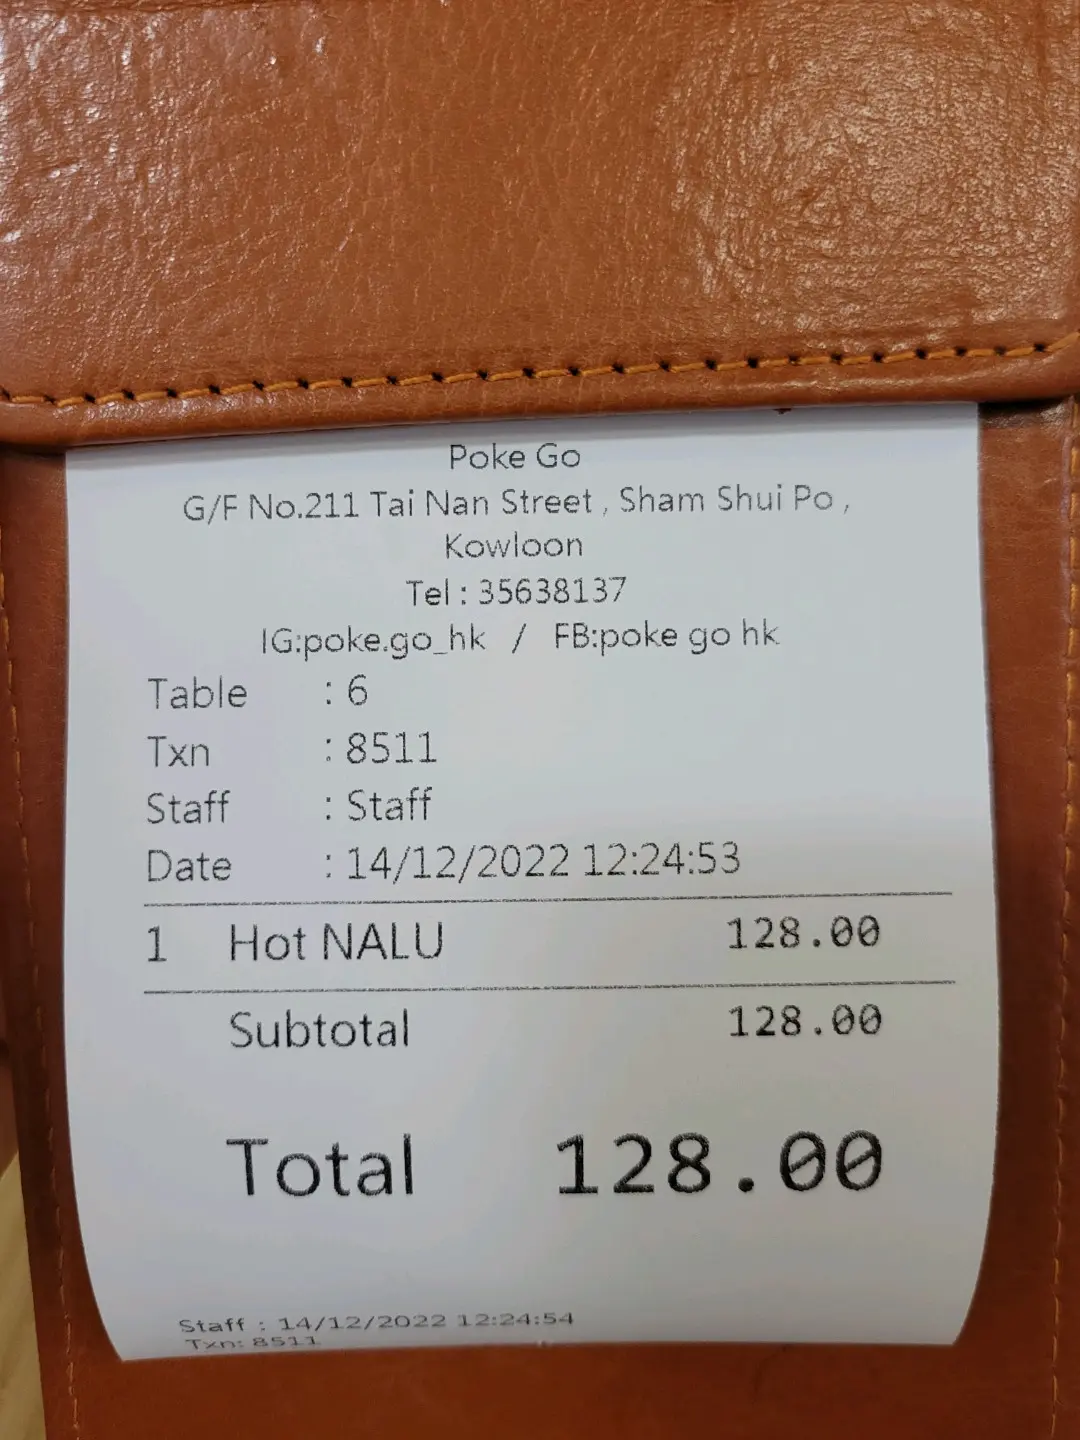 Poke Go
G/F No.211 Tai Nan Street , Sham Shui Po ,
Kowloon
Tel : 35638137
IG:poke.go_hk / FB:poke go hk
Table : 6
Txn : 8511
Staff : Staff
Date : 14/12/2022 12:24:53
1 Hot NALU 128.00
Subtotal 128.00
Total 128.00
Staff : 14/12/2022 12:24:54
Txn: 8511